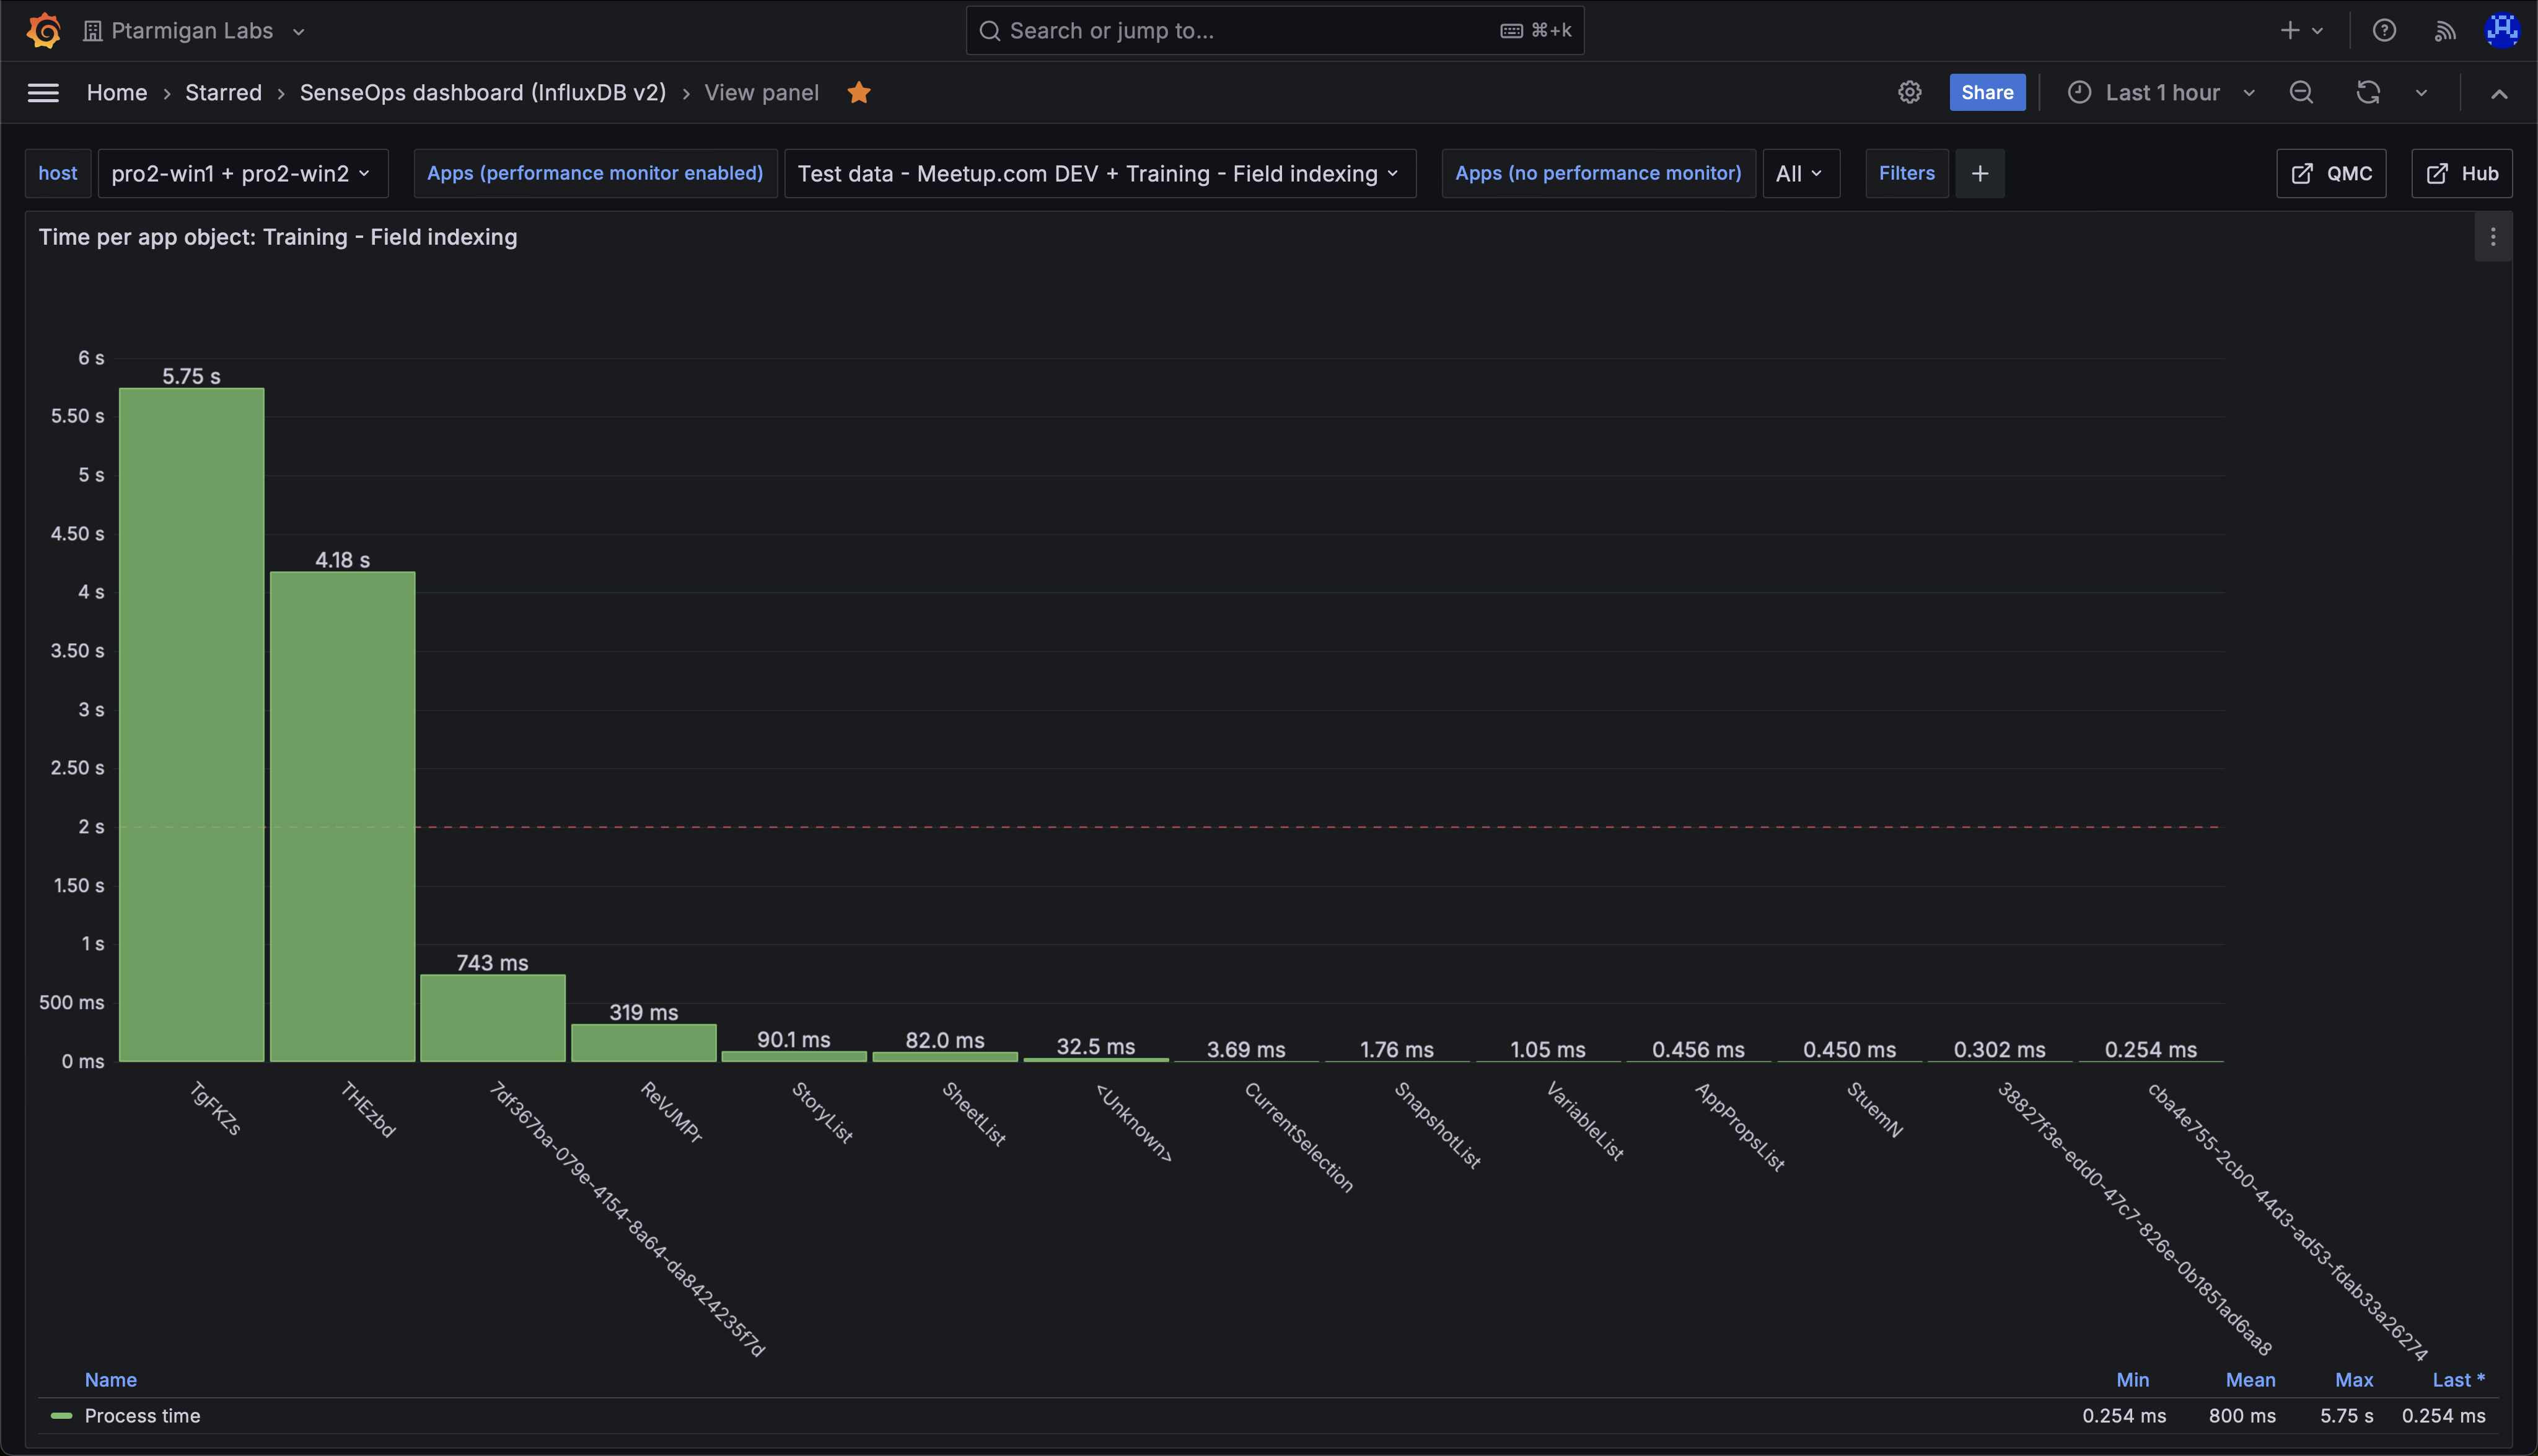 Ptarmigan Labs
Search or jump to...
⌘+k
Home › Starred › SenseOps dashboard (InfluxDB v2) › View panel
Share
Last 1 hour
host
pro2-win1 + pro2-win2
Apps (performance monitor enabled)
Test data - Meetup.com DEV + Training - Field indexing
Apps (no performance monitor)
All
Filters
QMC
Hub
Time per app object: Training - Field indexing
6 s
5.50 s
5 s
4.50 s
4 s
3.50 s
3 s
2.50 s
2 s
1.50 s
1 s
500 ms
0 ms
5.75 s
4.18 s
743 ms
319 ms
90.1 ms
82.0 ms
32.5 ms
3.69 ms
1.76 ms
1.05 ms
0.456 ms
0.450 ms
0.302 ms
0.254 ms
TgFKZs
THEzbd
7df367ba-079e-4154-8a64-da8424235f7d
ReVJMPr
StoryList
SheetList
<Unknown>
CurrentSelection
SnapshotList
VariableList
AppPropsList
StuemN
38827f3e-edd0-47c7-826e-0b1851ad6aa8
cba4e755-2cb0-44d3-ad53-fdab33a26274
Name Min Mean Max Last *
Process time 0.254 ms 800 ms 5.75 s 0.254 ms